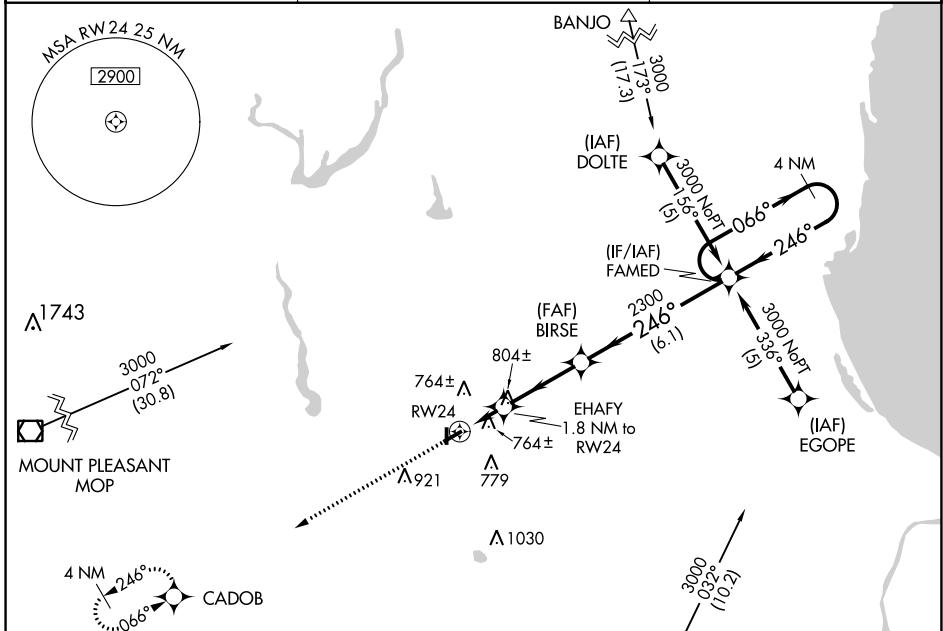 MSA RW24 25 NM
2900
BANJO
3000
173°
(17.3)
(IAF)
DOLTE
3000 NoPT
156°
(5)
4 NM
066°
246°
(IF/IAF)
FAMED
2300
246°
(6.1)
(FAF)
BIRSE
3000 NoPT
336°
(5)
(IAF)
EGOPE
1743
3000
072°
(30.8)
MOUNT PLEASANT
MOP
804±
764±
RW24
EHAFY
1.8 NM to
RW24
764±
921
779
1030
4 NM
246°
066°
CADOB
3000
032°
(10.2)